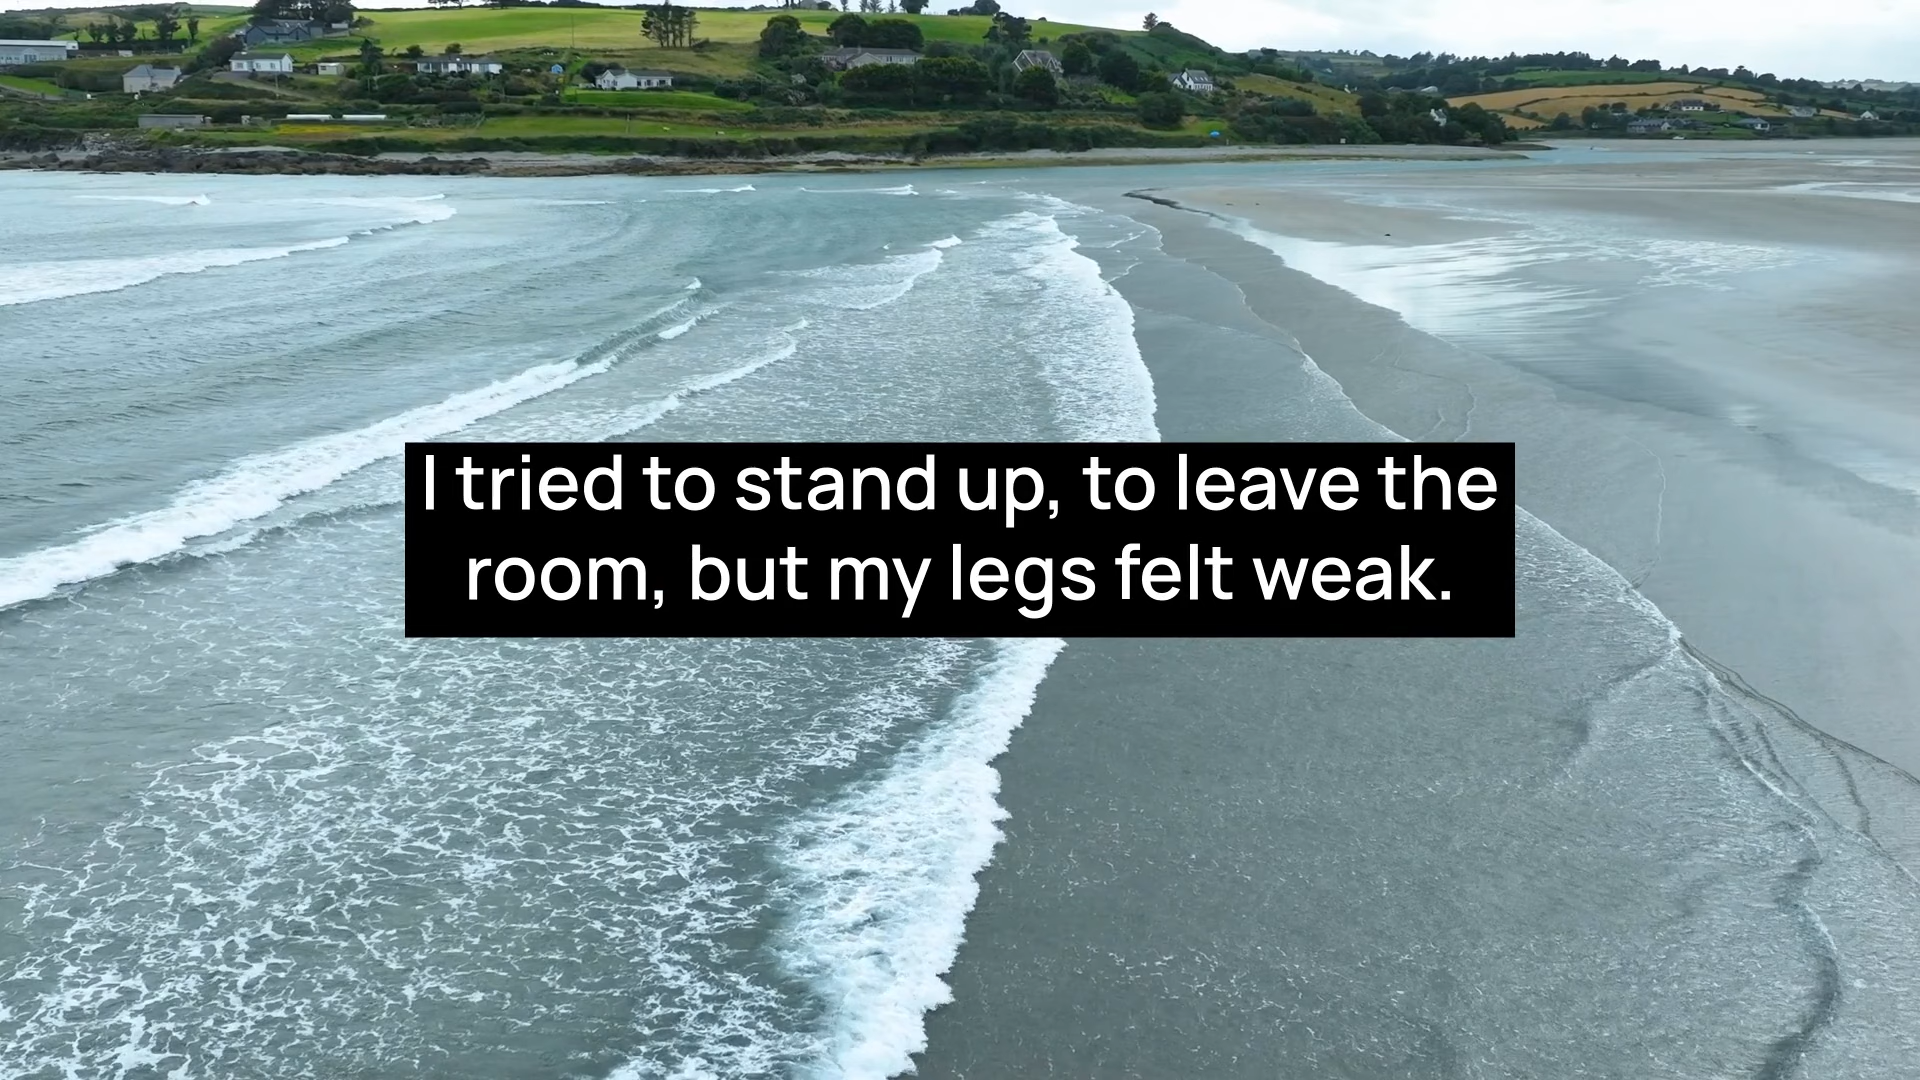 I tried to stand up, to leave the
room, but my legs felt weak.